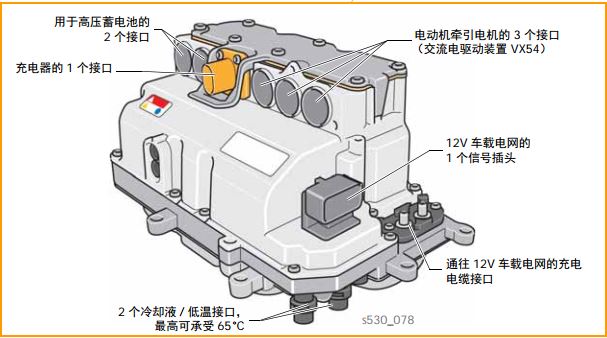 用于高压蓄电池的
2 个接口
充电器的 1 个接口
电动机牵引电机的 3 个接口
（交流电驱动装置 VX54）
12V 车载电网的
1 个信号插头
通往 12V 车载电网的充电
电缆接口
2 个冷却液 / 低温接口，
最高可承受 65°C
s530_078